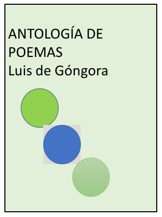 ANTOLOGÍA DE
POEMAS
Luis de Góngora